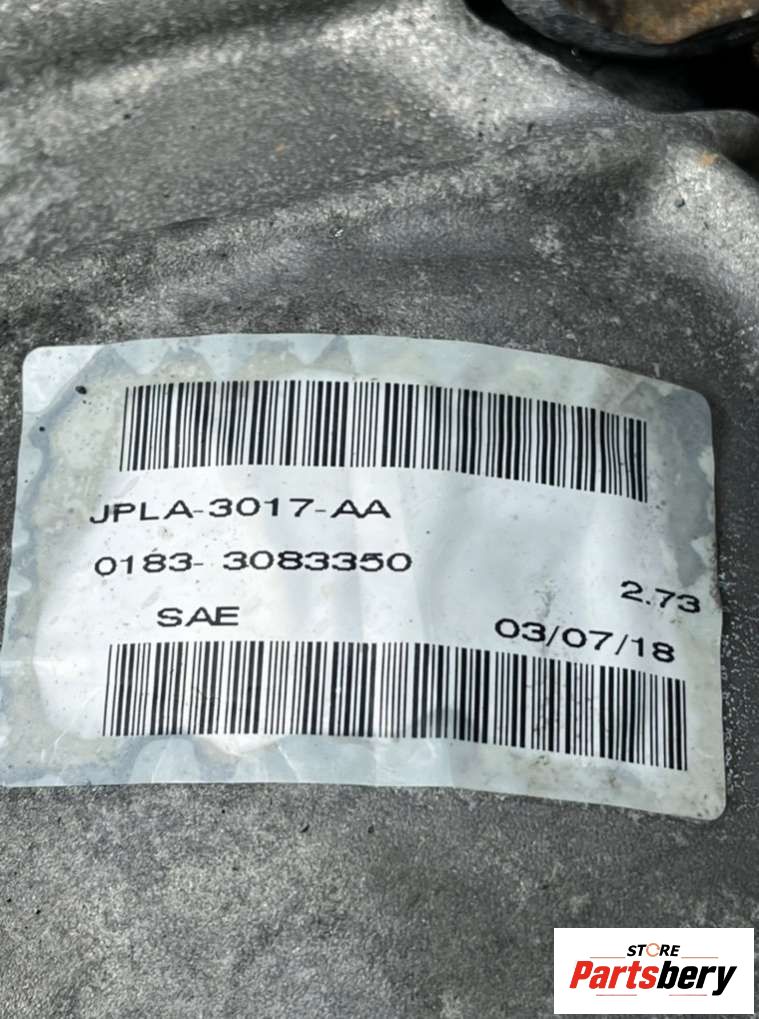 JPLA-3017-AA
0183- 3083350
2.73
SAE
03/07/18
STORE
Partsbery